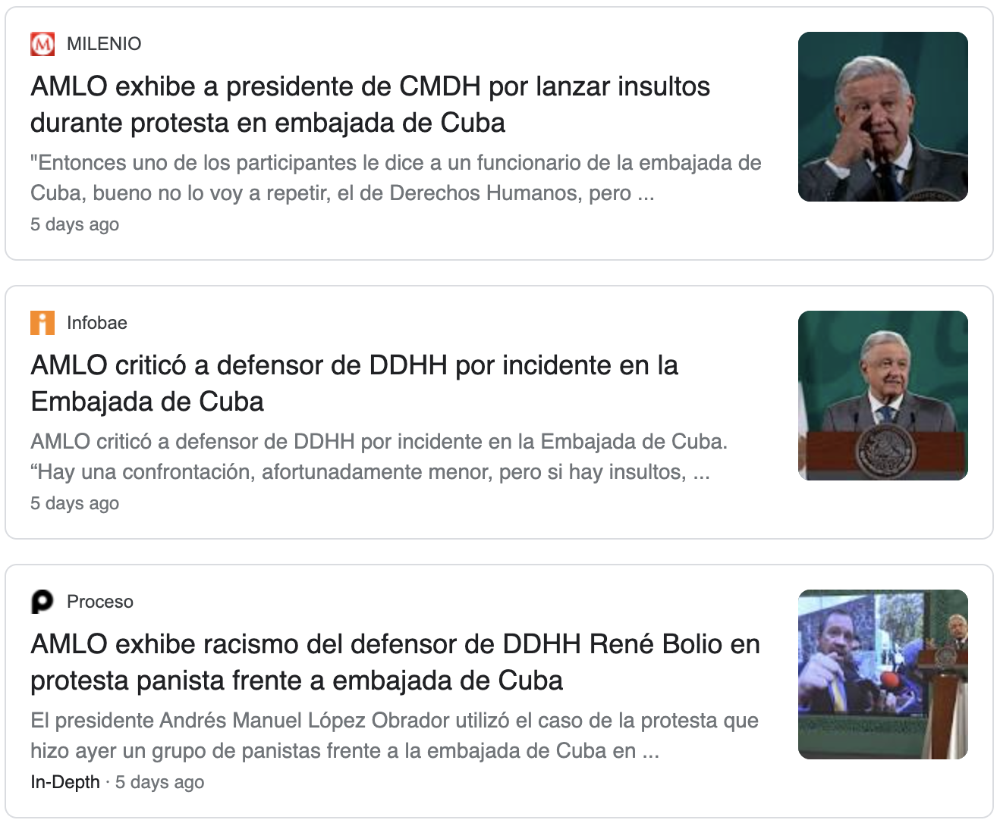 MILENIO
AMLO exhibe a presidente de CMDH por lanzar insultos
durante protesta en embajada de Cuba
"Entonces uno de los participantes le dice a un funcionario de la embajada de
Cuba, bueno no lo voy a repetir, el de Derechos Humanos, pero ...
5 days ago
Infobae
AMLO criticó a defensor de DDHH por incidente en la
Embajada de Cuba
AMLO criticó a defensor de DDHH por incidente en la Embajada de Cuba.
“Hay una confrontación, afortunadamente menor, pero si hay insultos, ...
5 days ago
Proceso
AMLO exhibe racismo del defensor de DDHH René Bolio en
protesta panista frente a embajada de Cuba
El presidente Andrés Manuel López Obrador utilizó el caso de la protesta que
hizo ayer un grupo de panistas frente a la embajada de Cuba en ...
In-Depth · 5 days ago